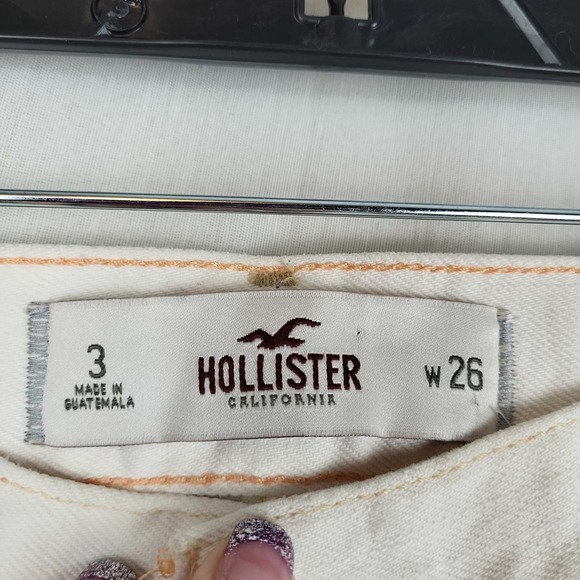 3
MADE IN
GUATEMALA
HOLLISTER
CALIFORNIA
W 26